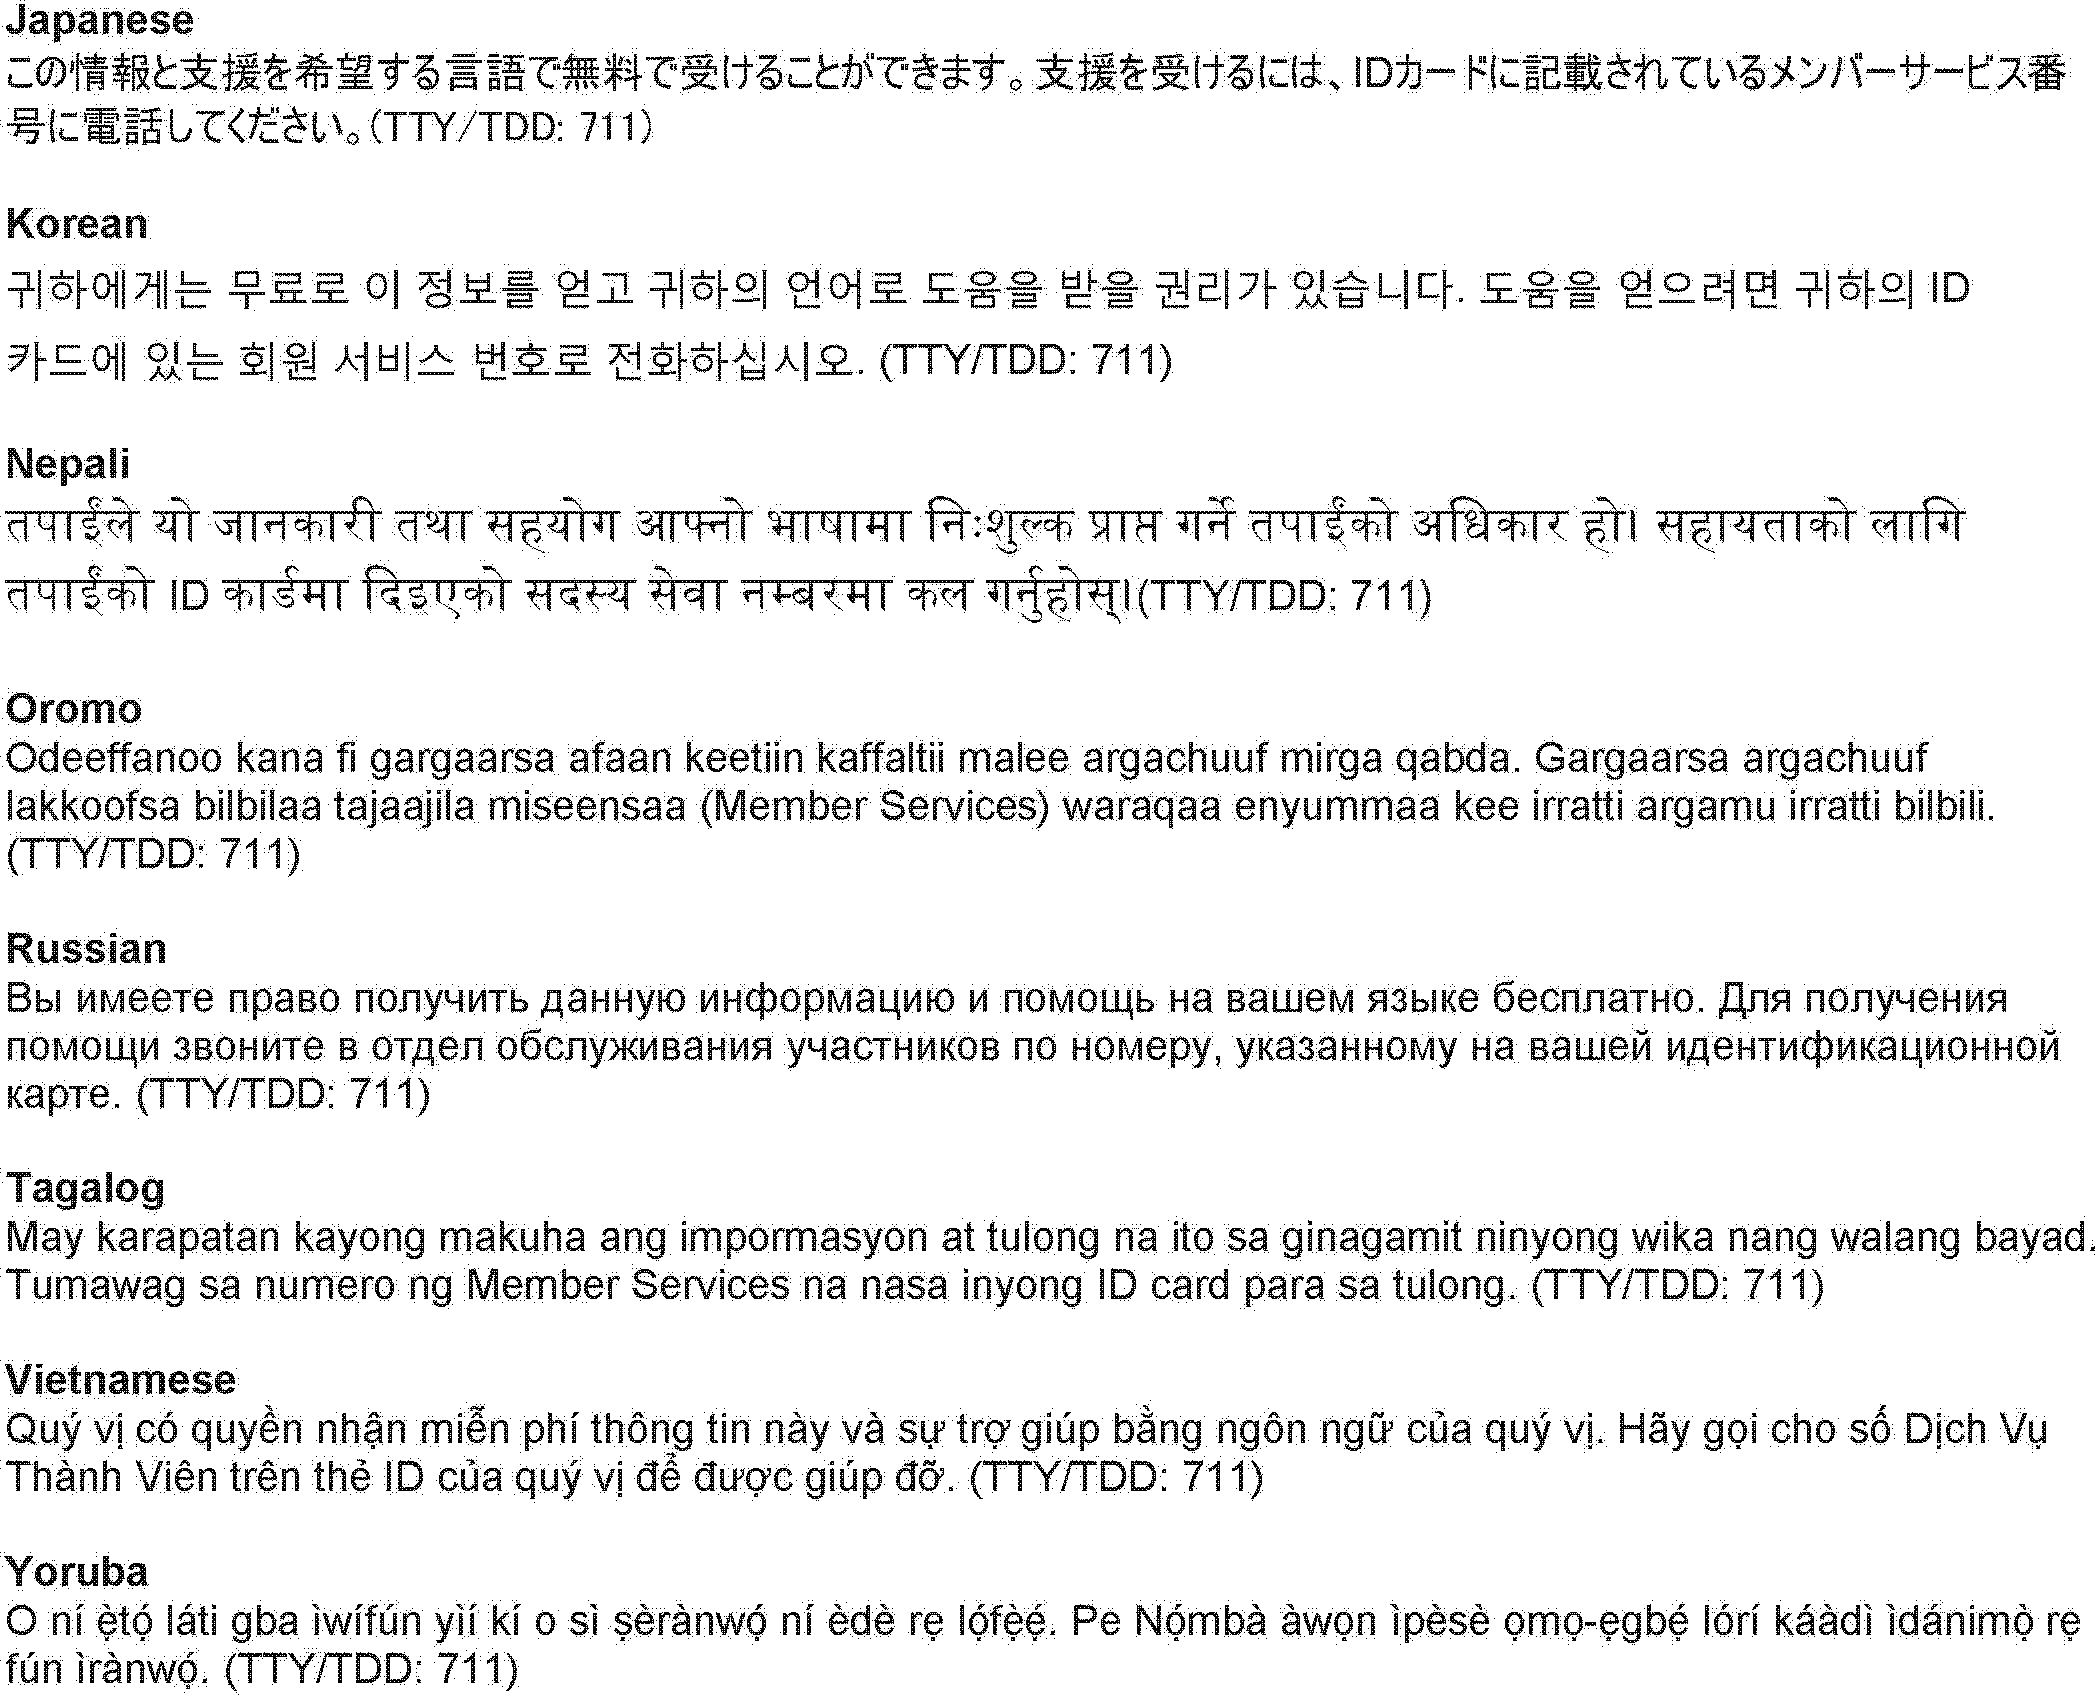 Japanese
この情報と支援を希望する言語で無料で受けることができます。支援を受けるには、IDカードに記載されているメンバーサービス番
号に電話してください。(TTY/TDD: 711)
Korean
귀하에게는 무료로 이 정보를 얻고 귀하의 언어로 도움을 받을 권리가 있습니다. 도움을 얻으려면 귀하의 ID
카드에 있는 회원 서비스 번호로 전화하십시오. (TTY/TDD: 711)
Nepali
तपाईंले यो जानकारी तथा सहयोग आफ्नो भाषामा निःशुल्क प्राप्त गर्ने तपाईंको अधिकार हो। सहायताको लागि
तपाईंको ID कार्डमा दिइएको सदस्य सेवा नम्बरमा कल गर्नुहोस्।(TTY/TDD: 711)
Oromo
Odeeffanoo kana fi gargaarsa afaan keetiin kaffaltii malee argachuuf mirga qabda. Gargaarsa argachuuf
lakkoofsa bilbilaa tajaajila miseensaa (Member Services) waraqaa enyummaa kee irratti argamu irratti bilbili.
(TTY/TDD: 711)
Russian
Вы имеете право получить данную информацию и помощь на вашем языке бесплатно. Для получения
помощи звоните в отдел обслуживания участников по номеру, указанному на вашей идентификационной
карте. (TTY/TDD: 711)
Tagalog
May karapatan kayong makuha ang impormasyon at tulong na ito sa ginagamit ninyong wika nang walang bayad.
Tumawag sa numero ng Member Services na nasa inyong ID card para sa tulong. (TTY/TDD: 711)
Vietnamese
Quý vị có quyền nhận miễn phí thông tin này và sự trợ giúp bằng ngôn ngữ của quý vị. Hãy gọi cho số Dịch Vụ
Thành Viên trên thẻ ID của quý vị để được giúp đỡ. (TTY/TDD: 711)
Yoruba
O ní ẹ̀tọ́ láti gba ìwífún yìí kí o sì ṣèrànwọ́ ní èdè rẹ lọ́fẹ̀ẹ́. Pe Nọ́mbà àwọn ìpèsè ọmọ-ẹgbẹ́ lórí káàdì ìdánimọ̀ rẹ
fún ìrànwọ́. (TTY/TDD: 711)